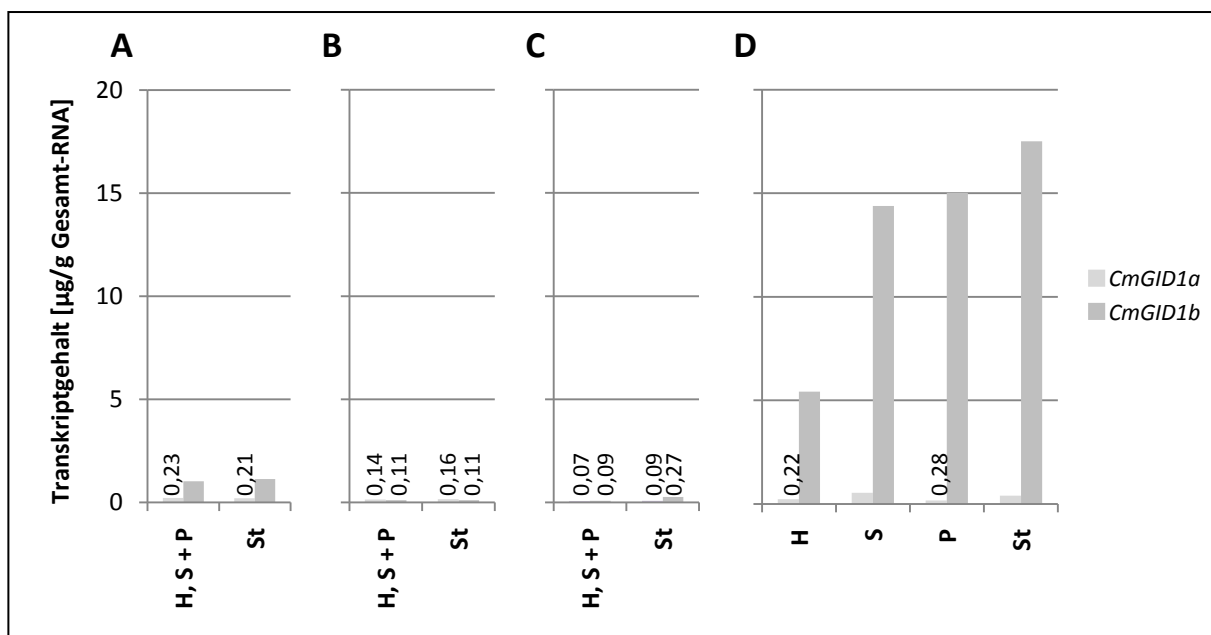 A
B
C
D
Transkriptgehalt [µg/g Gesamt-RNA]
20
15
10
5
0
0,23
0,21
0,14
0,11
0,16
0,11
0,07
0,09
0,09
0,27
0,22
0,28
H, S + P
St
H, S + P
St
H, S + P
St
H
S
P
St
CmGID1a
CmGID1b